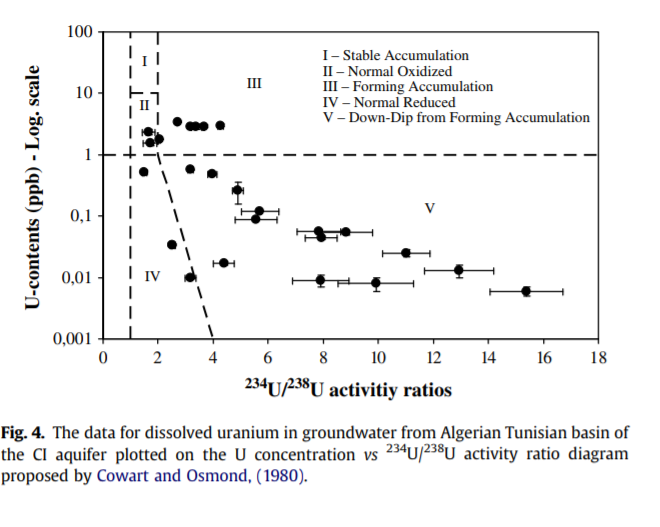 100
10
1
0,1
0,01
0,001
U-contents (ppb) - Log. scale
I
II
III
IV
V
I – Stable Accumulation
II – Normal Oxidized
III – Forming Accumulation
IV – Normal Reduced
V – Down-Dip from Forming Accumulation
0 2 4 6 8 10 12 14 16 18
²³⁴U/²³⁸U activitiy ratios
Fig. 4. The data for dissolved uranium in groundwater from Algerian Tunisian basin of
the CI aquifer plotted on the U concentration vs ²³⁴U/²³⁸U activity ratio diagram
proposed by Cowart and Osmond, (1980).